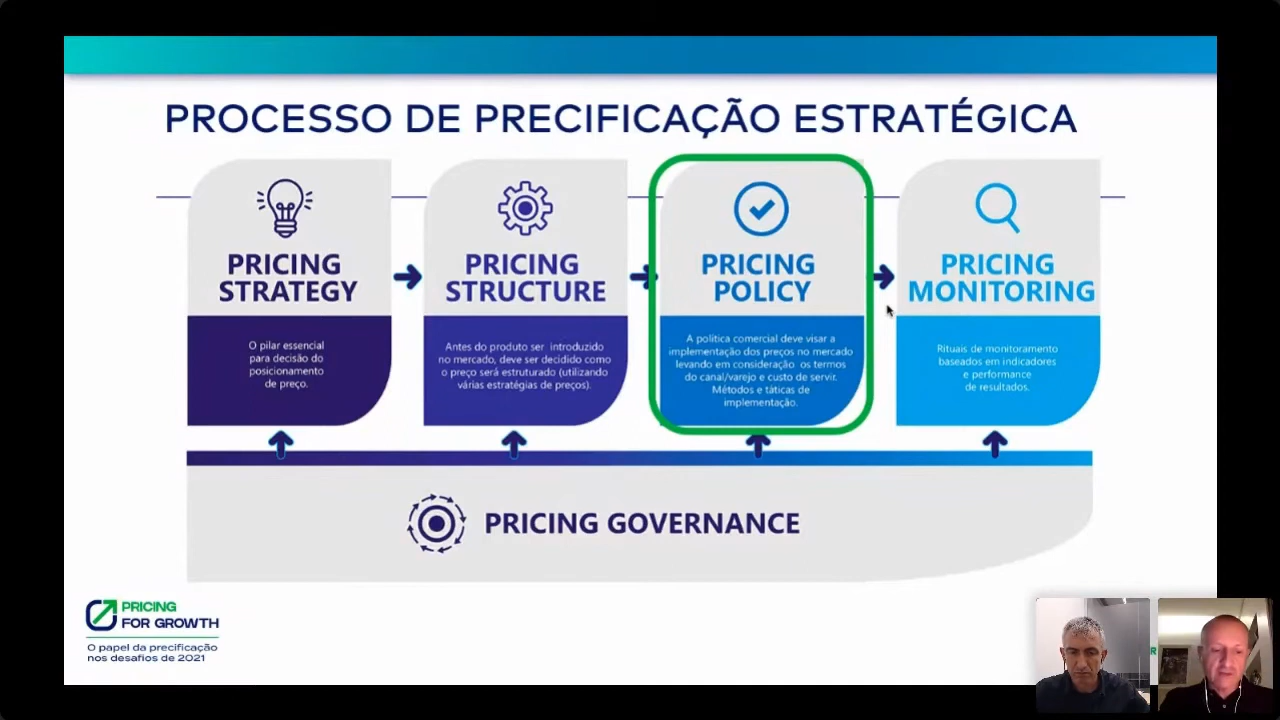 PROCESSO DE PRECIFICAÇÃO ESTRATÉGICA
PRICING
STRATEGY
O pilar essencial
para decisão do
posicionamento
de preço.
PRICING
STRUCTURE
Antes do produto ser introduzido
no mercado, deve ser decidido como
o preço será estruturado (utilizando
várias estratégias de preços).
PRICING
POLICY
A política comercial deve visar a
implementação dos preços no mercado
levando em consideração os termos
do canal/varejo e custo de servir.
Métodos e táticas de
implementação.
PRICING
MONITORING
Rituais de monitoramento
baseados em indicadores
e performance
de resultados.
PRICING GOVERNANCE
PRICING
FOR GROWTH
O papel da precificação
nos desafios de 2021